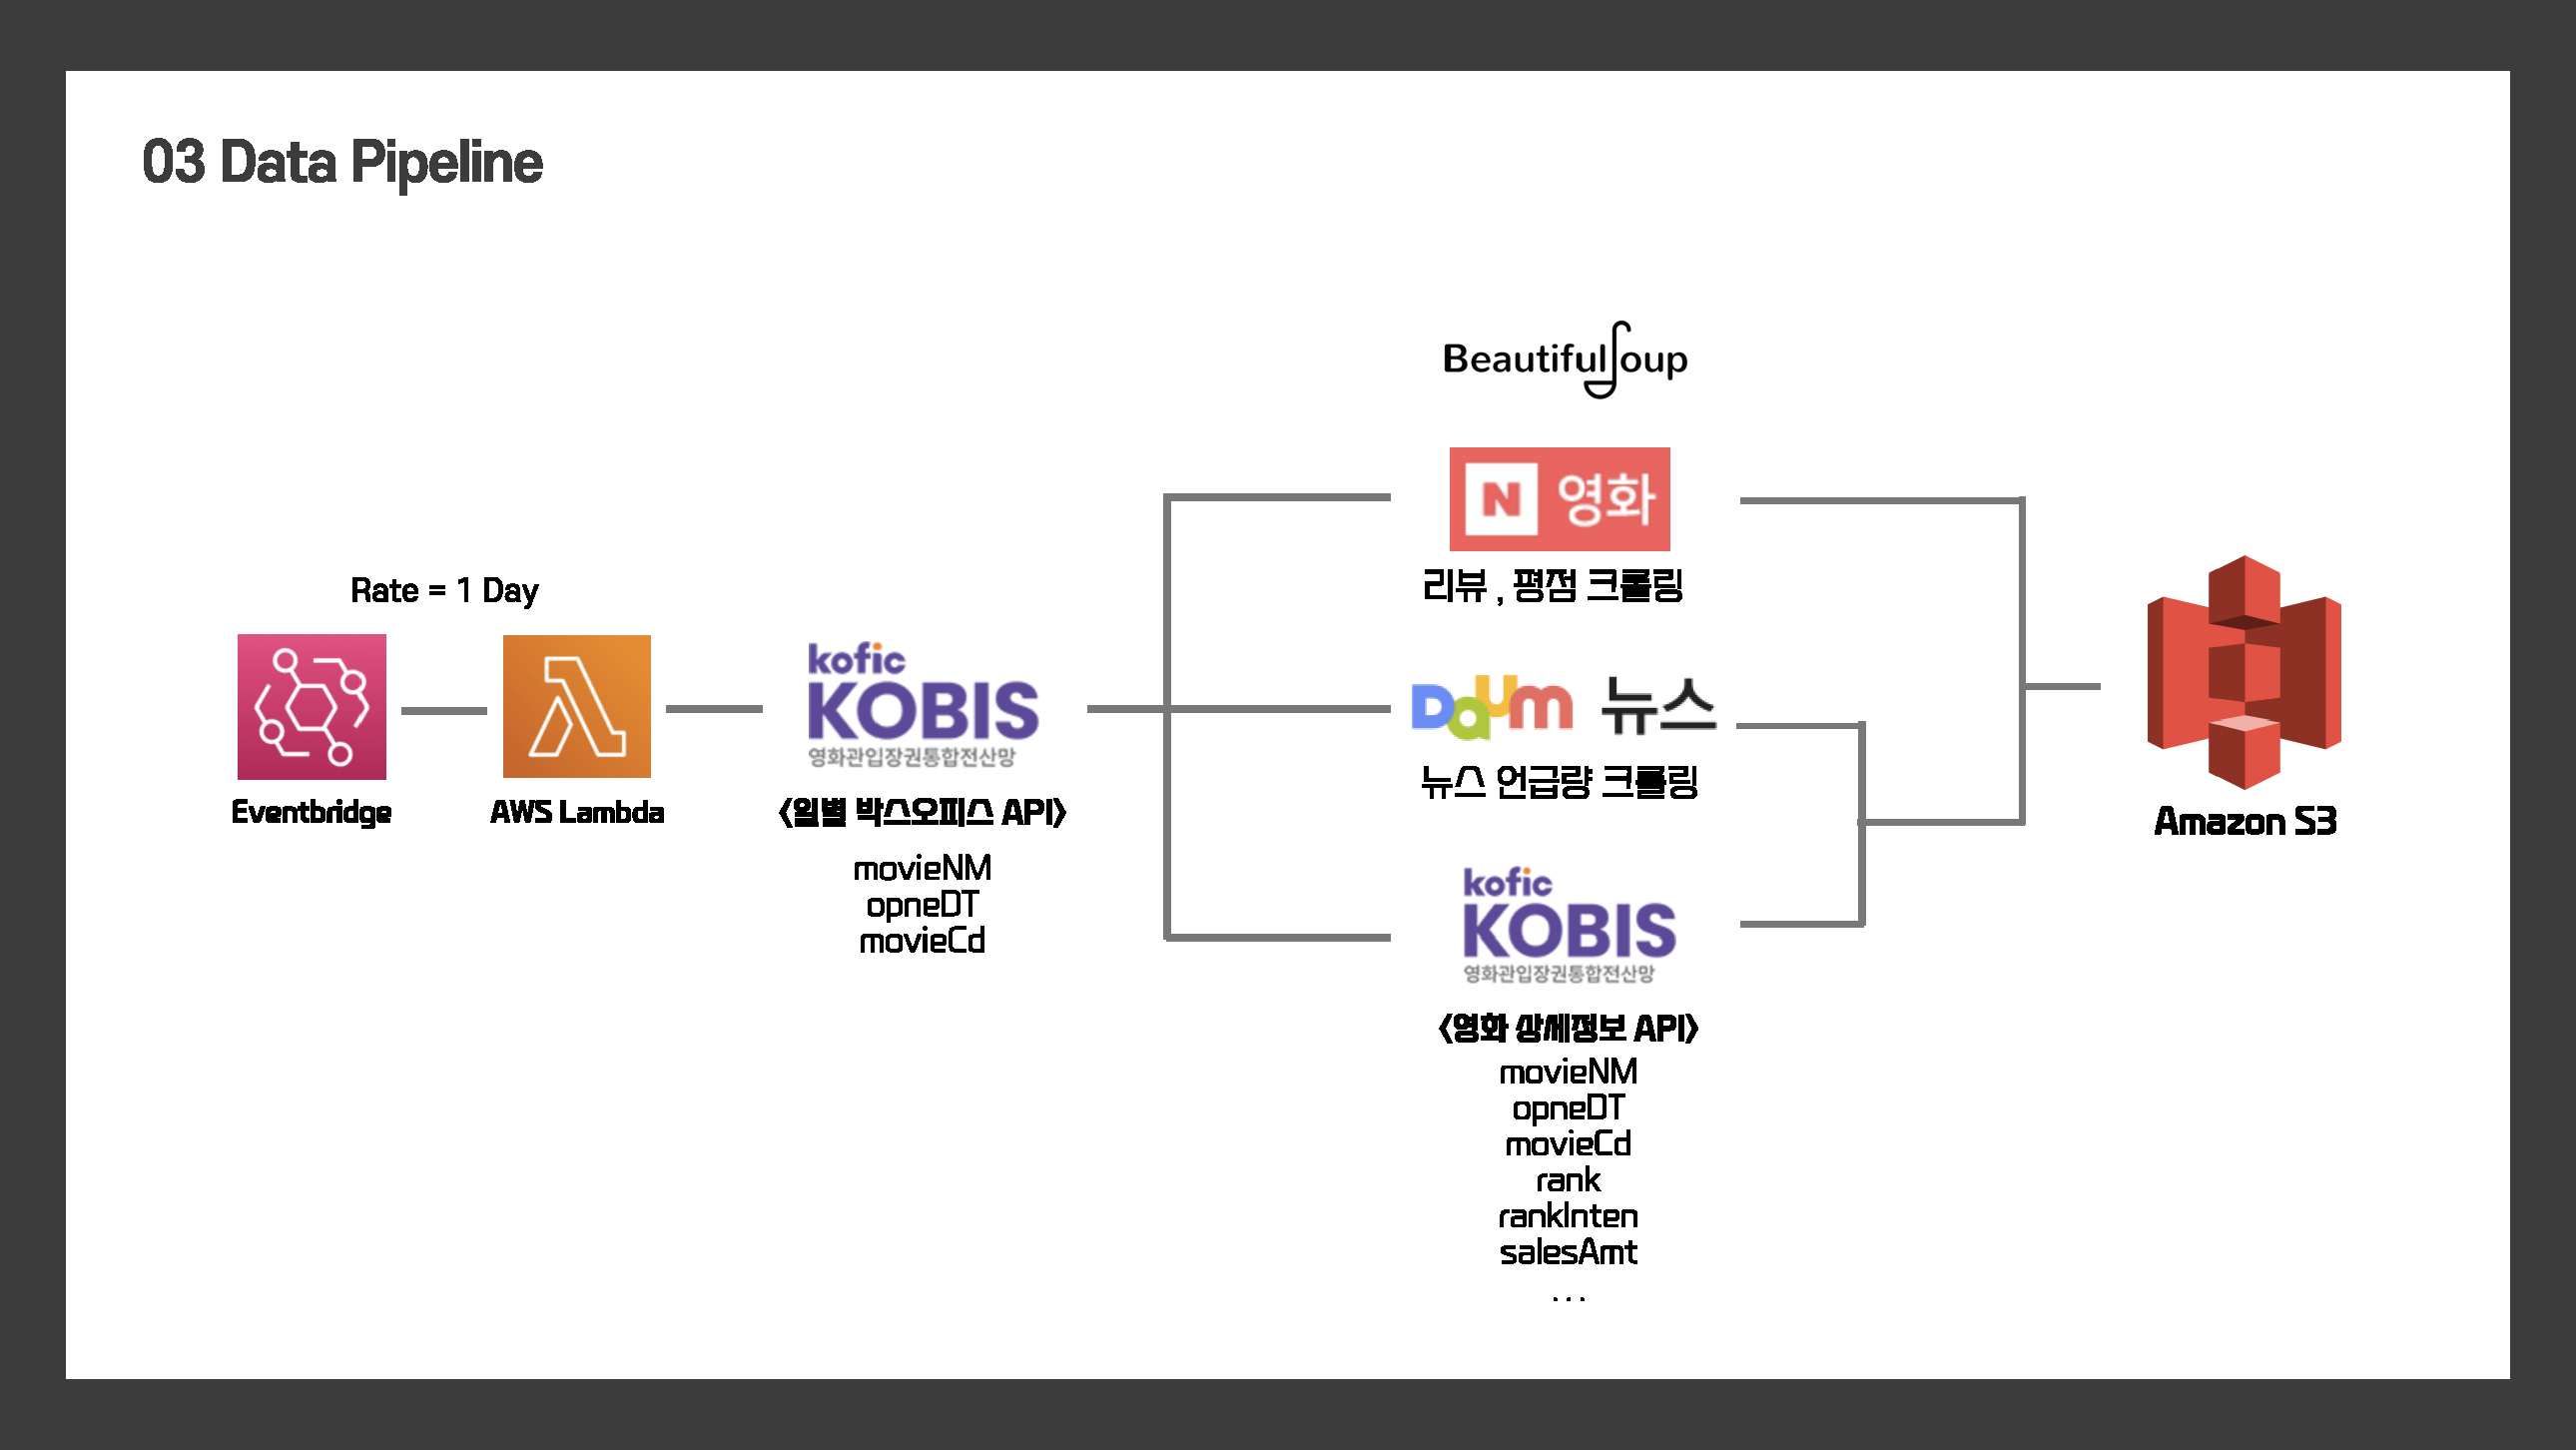 03 Data Pipeline
BeautifulSoup
N 영화
리뷰 , 평점 크롤링
Rate = 1 Day
Eventbridge
AWS Lambda
kofic
KOBIS
영화관입장권통합전산망
<일별 박스오피스 API>
movieNM
opneDT
movieCd
Daum 뉴스
뉴스 언급량 크롤링
kofic
KOBIS
영화관입장권통합전산망
<영화 상세정보 API>
movieNM
opneDT
movieCd
rank
rankInten
salesAmt
...
Amazon S3